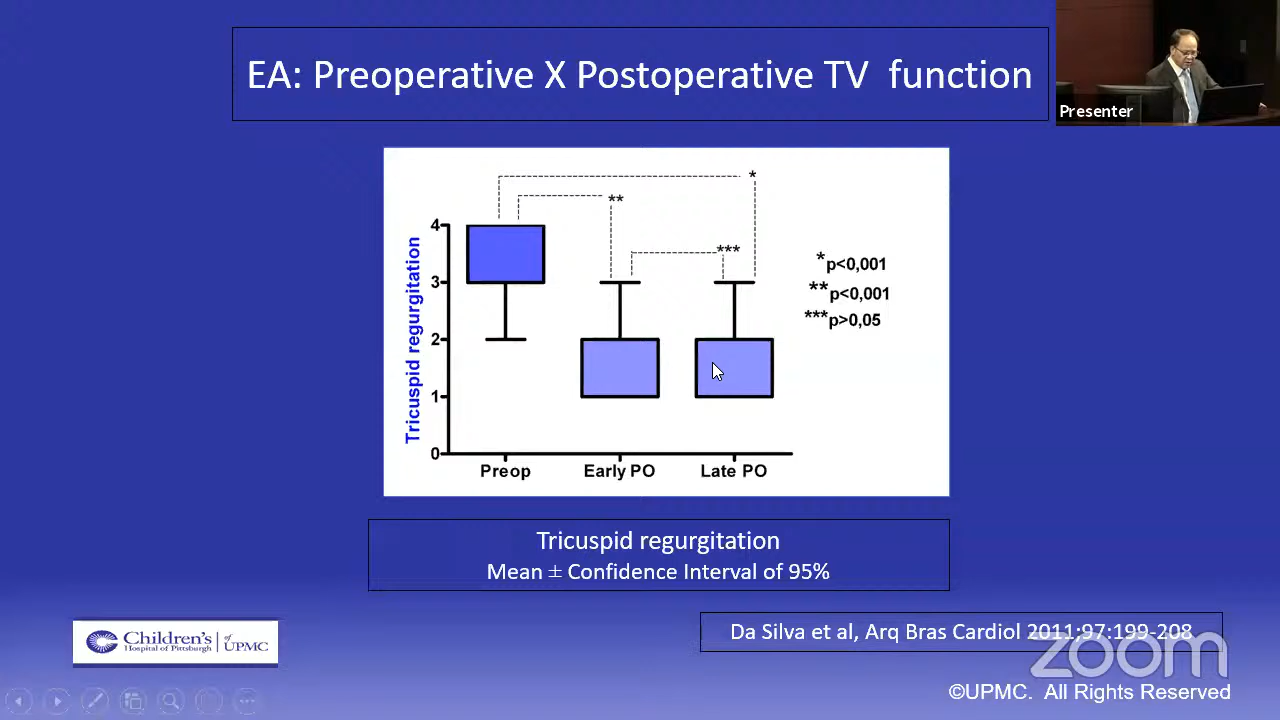 EA: Preoperative X Postoperative TV function
Presenter
*
**
***
4
3
2
1
0
Tricuspid regurgitation
Preop
Early PO
Late PO
*p<0,001
**p<0,001
***p>0,05
Tricuspid regurgitation
Mean ± Confidence Interval of 95%
Children's of UPMC
Hospital of Pittsburgh
Da Silva et al, Arq Bras Cardiol 2011;97:199-208
zoom
©UPMC. All Rights Reserved